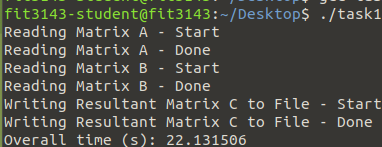 fit3143-student@fit3143:~/Desktop$ ./task1
Reading Matrix A - Start
Reading Matrix A - Done
Reading Matrix B - Start
Reading Matrix B - Done
Writing Resultant Matrix C to File - Start
Writing Resultant Matrix C to File - Done
Overall time (s): 22.131506